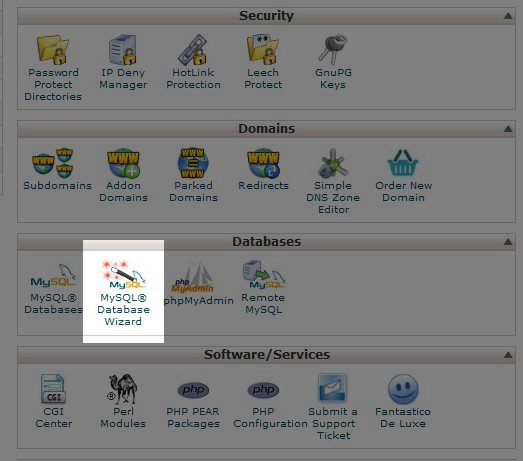 Security
Password
Protect
Directories
IP Deny
Manager
HotLink
Protection
Leech
Protect
GnuPG
Keys
Domains
WWW
WWW
WWW
Subdomains
WWW
Addon
Domains
WWW
WWW
Parked
Domains
WWW
Redirects
Simple
DNS Zone
Editor
Order New
Domain
Databases
MySQL
MySQL®
Databases
MySQL
MySQL®
Database
Wizard
php
MyAdmin
phpMyAdmin
MySQL
Remote
MySQL
Software/Services
CGI
CGI
Center
®
Perl
Modules
php
PHP PEAR
Packages
php
PHP
Configuration
Submit a
Support
Ticket
Fantastico
De Luxe